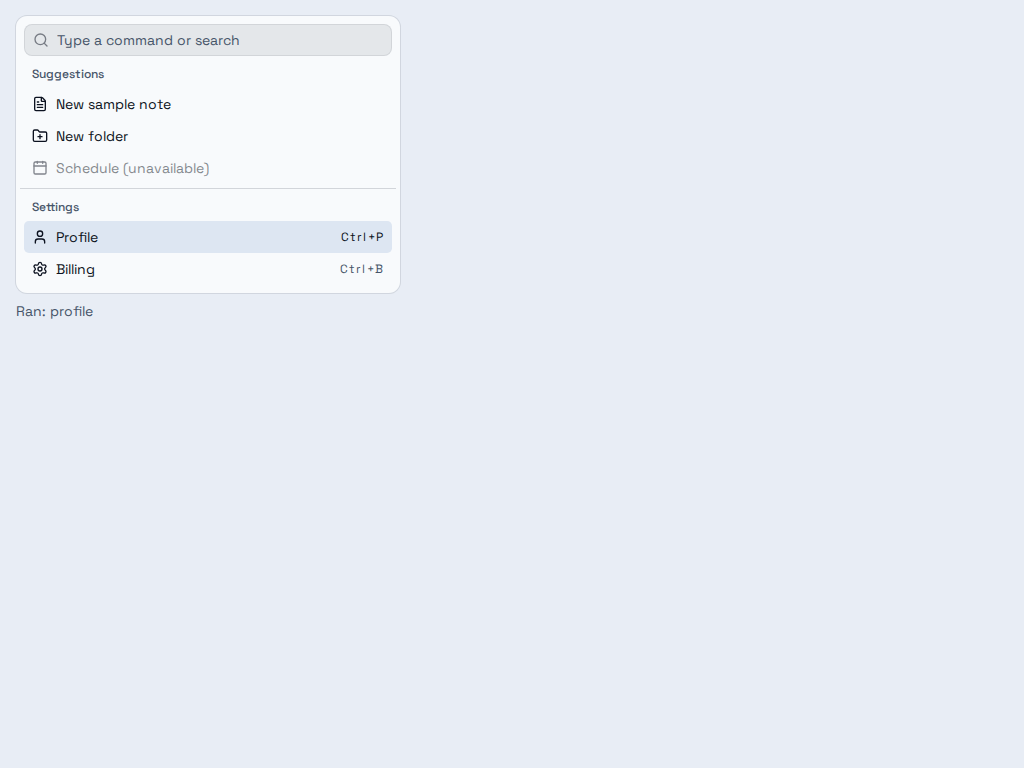 Type a command or search
Suggestions
New sample note
New folder
Schedule (unavailable)
Settings
Profile Ctrl+P
Billing Ctrl+B
Ran: profile